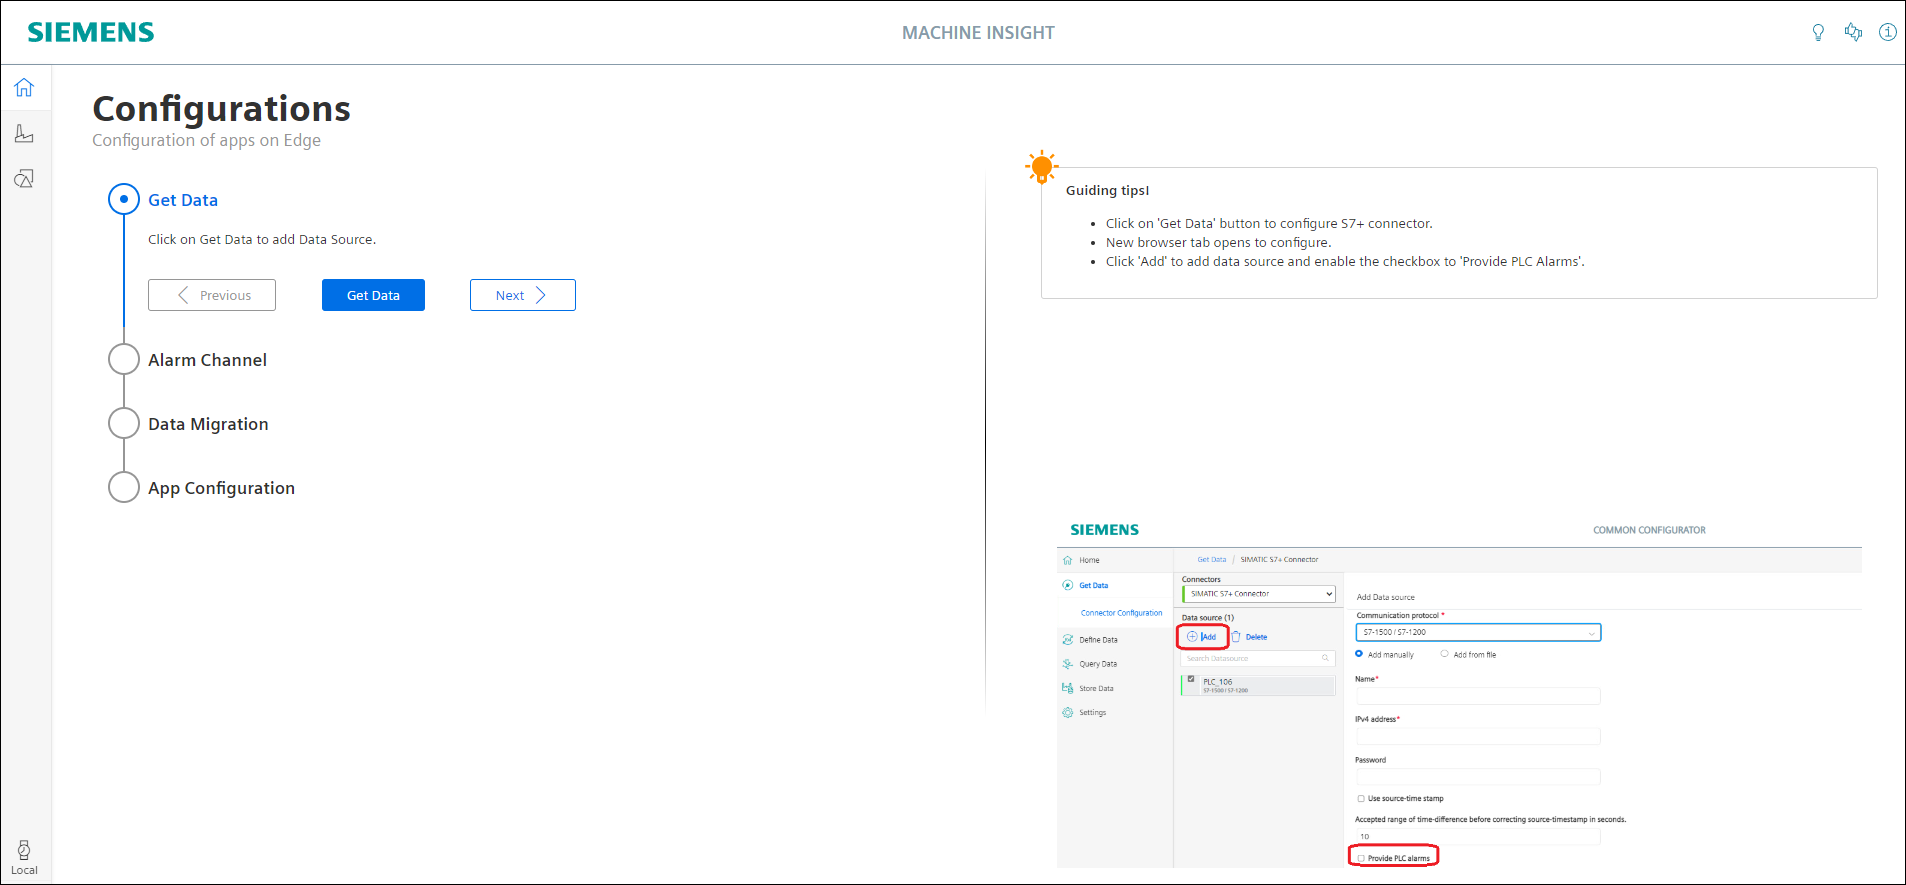 SIEMENS
MACHINE INSIGHT
Configurations
Configuration of apps on Edge
Get Data
Click on Get Data to add Data Source.
Previous
Get Data
Next
Alarm Channel
Data Migration
App Configuration
Local
Guiding tips!
Click on 'Get Data' button to configure S7+ connector.
New browser tab opens to configure.
Click 'Add' to add data source and enable the checkbox to 'Provide PLC Alarms'.
SIEMENS
COMMON CONFIGURATOR
Home
Get Data
Connector Configuration
Define Data
Query Data
Store Data
Settings
Get Data / SIMATIC S7+ Connector
Connectors
SIMATIC S7+ Connector
Data source (1)
Add
Delete
Search Datasource
PLC_106
S7-1500 / S7-1200
Add Data source
Communication protocol *
S7-1500 / S7-1200
Add manually
Add from file
Name*
IPv4 address*
Password
Use source-time stamp
Accepted range of time-difference before correcting source-timestamp in seconds.
10
Provide PLC alarms